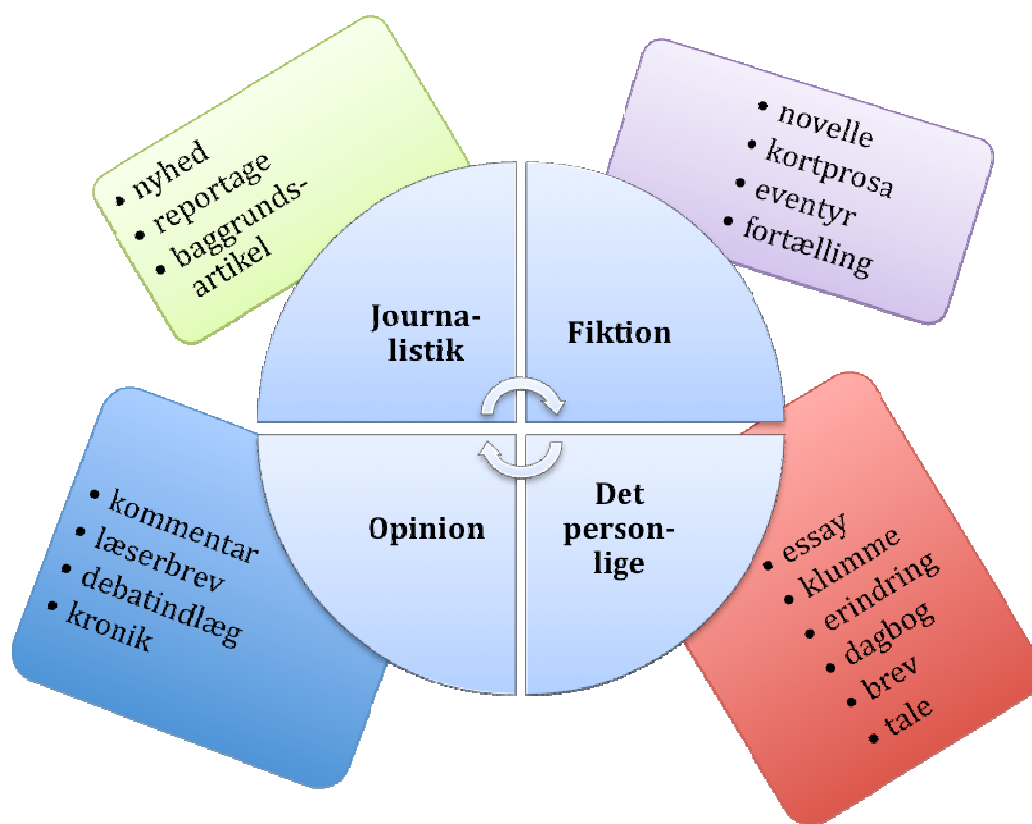 • nyhed
• reportage
• baggrunds-
artikel
• novelle
• kortprosa
• eventyr
• fortælling
Journa-
listik
Fiktion
Opinion
Det
person-
lige
• kommentar
• læserbrev
• debatindlæg
• kronik
• essay
• klumme
• erindring
• dagbog
• brev
• tale